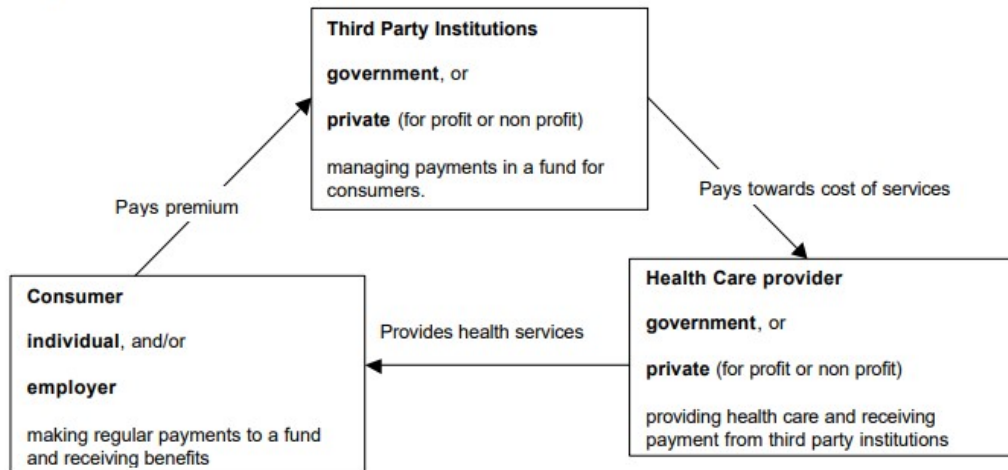 Third Party Institutions
government, or
private (for profit or non profit)
managing payments in a fund for
consumers.
Pays premium
Pays towards cost of services
Consumer
individual, and/or
employer
making regular payments to a fund
and receiving benefits
Provides health services
Health Care provider
government, or
private (for profit or non profit)
providing health care and receiving
payment from third party institutions